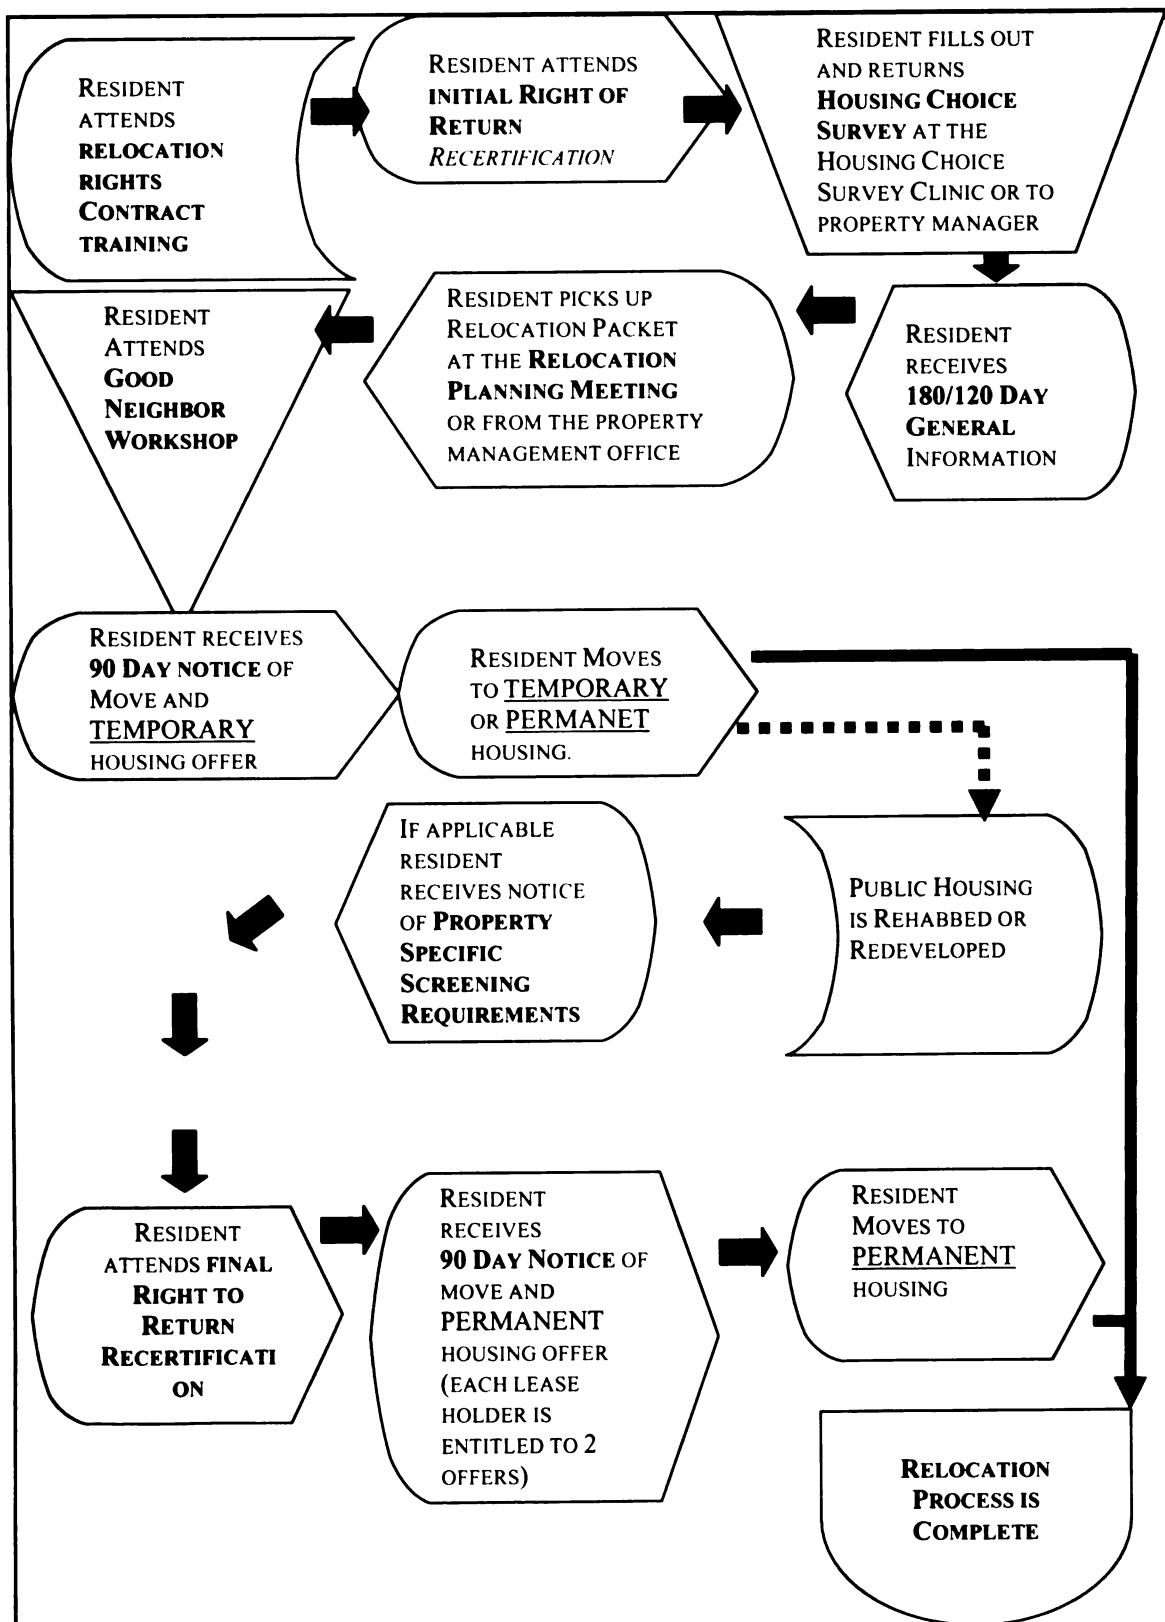 RESIDENT
ATTENDS
RELOCATION
RIGHTS
CONTRACT
TRAINING
RESIDENT ATTENDS
INITIAL RIGHT OF
RETURN
RECERTIFICATION
RESIDENT FILLS OUT
AND RETURNS
HOUSING CHOICE
SURVEY AT THE
HOUSING CHOICE
SURVEY CLINIC OR TO
PROPERTY MANAGER
RESIDENT
RECEIVES
180/120 DAY
GENERAL
INFORMATION
RESIDENT PICKS UP
RELOCATION PACKET
AT THE RELOCATION
PLANNING MEETING
OR FROM THE PROPERTY
MANAGEMENT OFFICE
RESIDENT
ATTENDS
GOOD
NEIGHBOR
WORKSHOP
RESIDENT RECEIVES
90 DAY NOTICE OF
MOVE AND
TEMPORARY
HOUSING OFFER
RESIDENT MOVES
TO TEMPORARY
OR PERMANET
HOUSING.
PUBLIC HOUSING
IS REHABBED OR
REDEVELOPED
IF APPLICABLE
RESIDENT
RECEIVES NOTICE
OF PROPERTY
SPECIFIC
SCREENING
REQUIREMENTS
RESIDENT
ATTENDS FINAL
RIGHT TO
RETURN
RECERTIFICATI
ON
RESIDENT
RECEIVES
90 DAY NOTICE OF
MOVE AND
PERMANENT
HOUSING OFFER
(EACH LEASE
HOLDER IS
ENTITLED TO 2
OFFERS)
RESIDENT
MOVES TO
PERMANENT
HOUSING
RELOCATION
PROCESS IS
COMPLETE